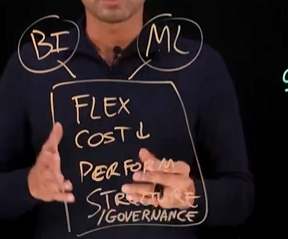 BI ML
FLEX
COST↓
PERFORM
STRUCTURE
/GOVERNANCE